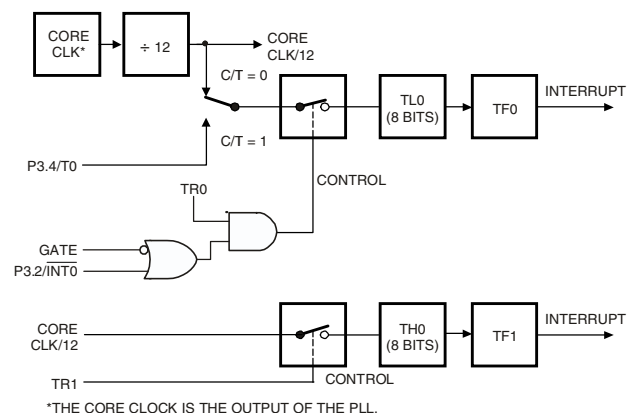 CORE
CLK*
÷ 12
CORE
CLK/12
C/T = 0
C/T = 1
P3.4/T0
TL0
(8 BITS)
TF0
INTERRUPT
CONTROL
TR0
GATE
P3.2/INT0
CORE
CLK/12
TH0
(8 BITS)
TF1
INTERRUPT
TR1
CONTROL
*THE CORE CLOCK IS THE OUTPUT OF THE PLL.